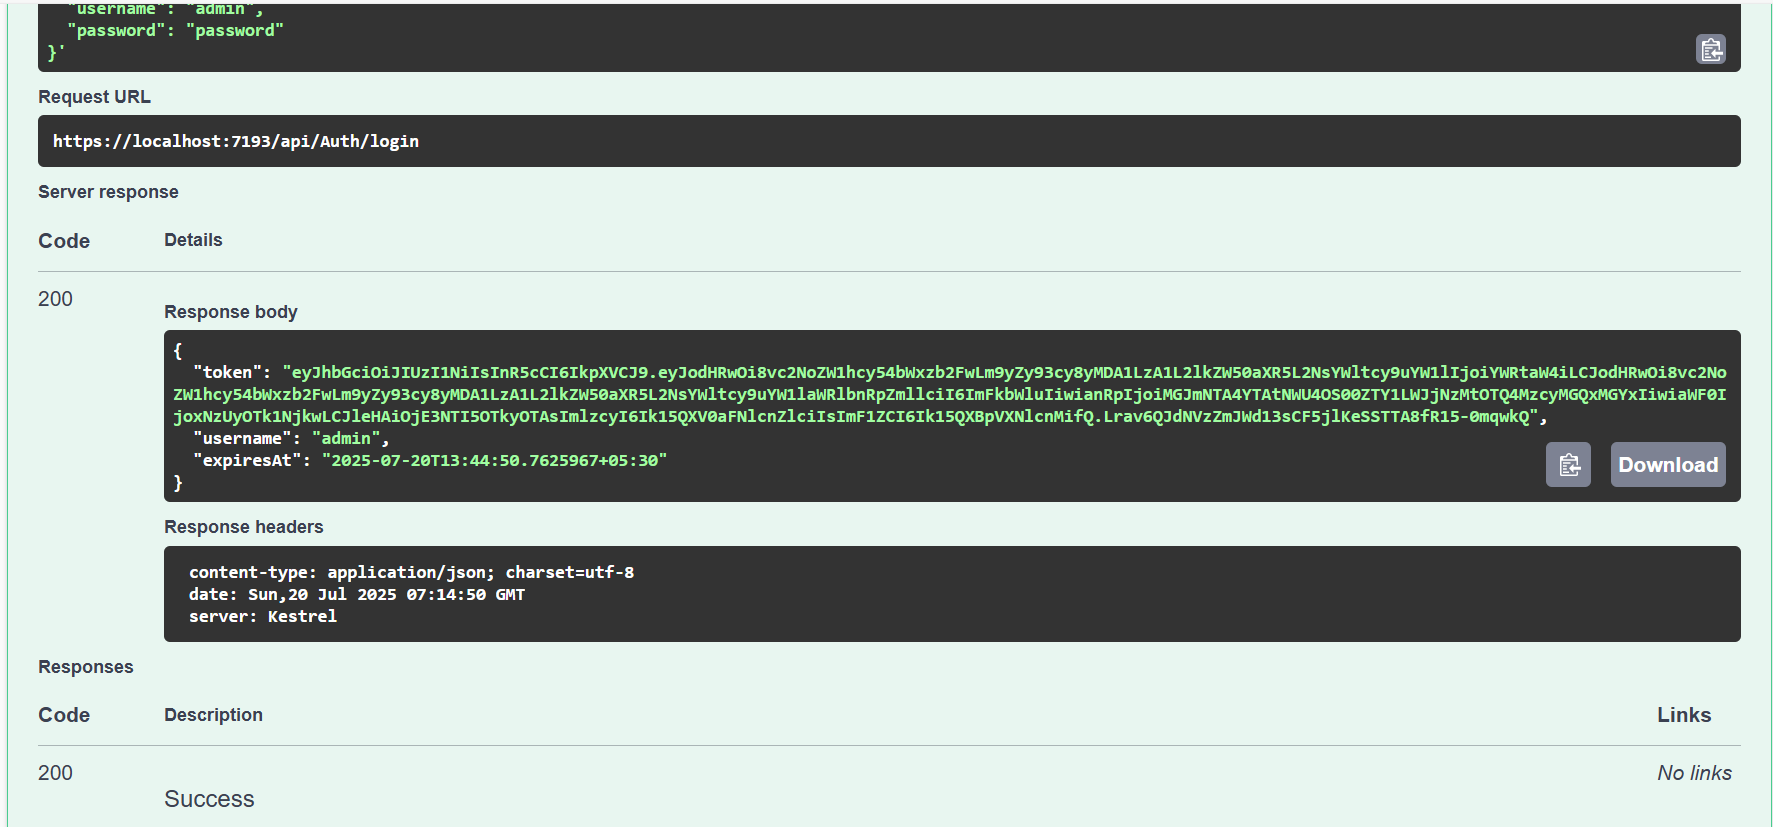 "username": "admin",
"password": "password"
}'
Request URL
https://localhost:7193/api/Auth/login
Server response
Code Details
200
Response body
{
"token": "eyJhbGciOiJIUzI1NiIsInR5cCI6IkpXVCJ9.eyJodHRwOi8vc2NoZW1hcy54bWxzb2FwLm9yZy93cy8yMDA1LzA1L2lkZW50aXR5L2NsYWltcy9uYW1lIjoiYWRtaW4iLCJodHRwOi8vc2No
ZW1hcy54bWxzb2FwLm9yZy93cy8yMDA1LzA1L2lkZW50aXR5L2NsYWltcy9uYW1laWRlbnRpZmllciI6ImFkbWluIiwianRpIjoiMGJmNTA4YTAtNWU4OS00ZTY1LWJjNzMtOTQ4MzcyMGQxMGYxIiwiaWF0I
joxNzUyOTk1NjkwLCJleHAiOjE3NTI5OTkyOTAsImlzcyI6Ik15QXV0aFNlcnZlciIsImF1ZCI6Ik15QXBpVXNlcnMifQ.Lrav6QJdNVzZmJWd13sCF5jlKeSSTTA8fR15-0mqwkQ",
"username": "admin",
"expiresAt": "2025-07-20T13:44:50.7625967+05:30"
}
Download
Response headers
content-type: application/json; charset=utf-8
date: Sun,20 Jul 2025 07:14:50 GMT
server: Kestrel
Responses
Code Description Links
200 No links
Success